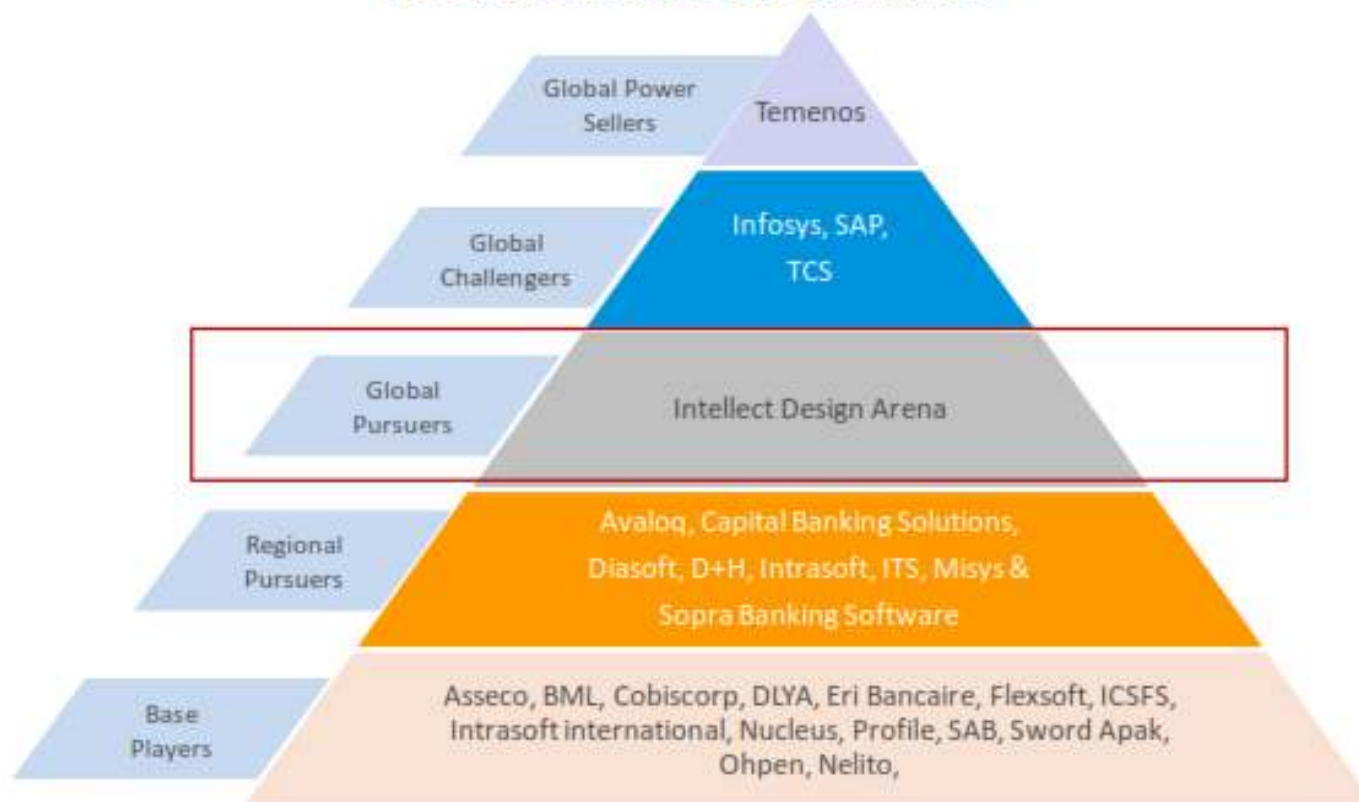 Global Power
Sellers
Temenos
Global
Challengers
Infosys, SAP,
TCS
Global
Pursuers
Intellect Design Arena
Regional
Pursuers
Avaloq, Capital Banking Solutions,
Diasoft, D+H, Intrasoft, ITS, Misys &
Sopra Banking Software
Base
Players
Asseco, BML, Cobiscorp, DLYA, Eri Bancaire, Flexsoft, ICSFS,
Intrasoft international, Nucleus, Profile, SAB, Sword Apak,
Ohpen, Nelito,